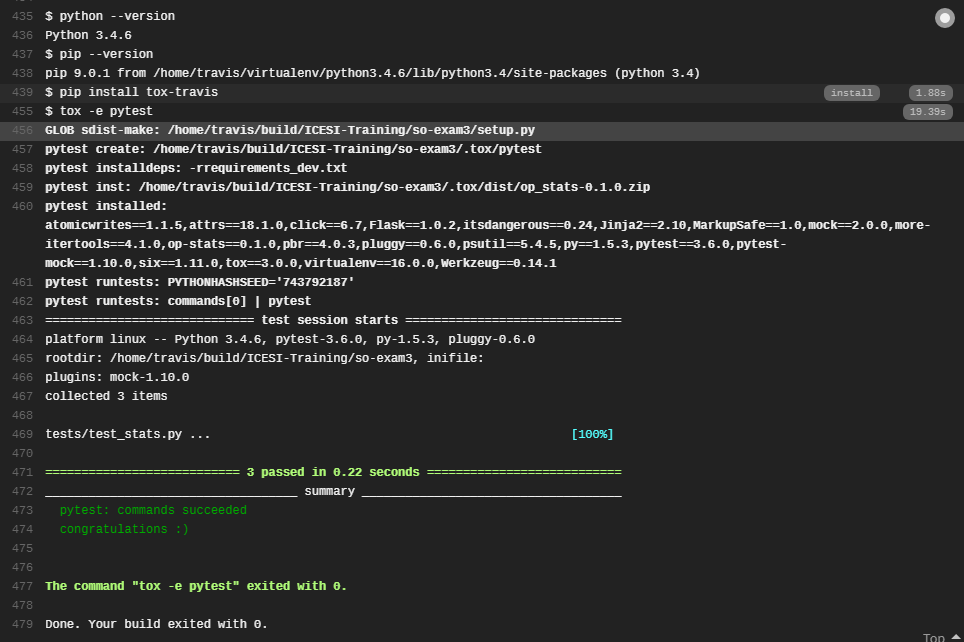 435 $ python --version
436 Python 3.4.6
437 $ pip --version
438 pip 9.0.1 from /home/travis/virtualenv/python3.4.6/lib/python3.4/site-packages (python 3.4)
439 $ pip install tox-travis install 1.88s
455 $ tox -e pytest 19.39s
456 GLOB sdist-make: /home/travis/build/ICESI-Training/so-exam3/setup.py
457 pytest create: /home/travis/build/ICESI-Training/so-exam3/.tox/pytest
458 pytest installdeps: -rrequirements_dev.txt
459 pytest inst: /home/travis/build/ICESI-Training/so-exam3/.tox/dist/op_stats-0.1.0.zip
460 pytest installed:
atomicwrites==1.1.5,attrs==18.1.0,click==6.7,Flask==1.0.2,itsdangerous==0.24,Jinja2==2.10,MarkupSafe==1.0,mock==2.0.0,more-
itertools==4.1.0,op-stats==0.1.0,pbr==4.0.3,pluggy==0.6.0,psutil==5.4.5,py==1.5.3,pytest==3.6.0,pytest-
mock==1.10.0,six==1.11.0,tox==3.0.0,virtualenv==16.0.0,Werkzeug==0.14.1
461 pytest runtests: PYTHONHASHSEED='743792187'
462 pytest runtests: commands[0] | pytest
463 ============================= test session starts ==============================
464 platform linux -- Python 3.4.6, pytest-3.6.0, py-1.5.3, pluggy-0.6.0
465 rootdir: /home/travis/build/ICESI-Training/so-exam3, inifile:
466 plugins: mock-1.10.0
467 collected 3 items
468
469 tests/test_stats.py ... [100%]
470
471 =========================== 3 passed in 0.22 seconds ===========================
472 ___________________________________ summary ____________________________________
473 pytest: commands succeeded
474 congratulations :)
475
476
477 The command "tox -e pytest" exited with 0.
478
479 Done. Your build exited with 0.
Top